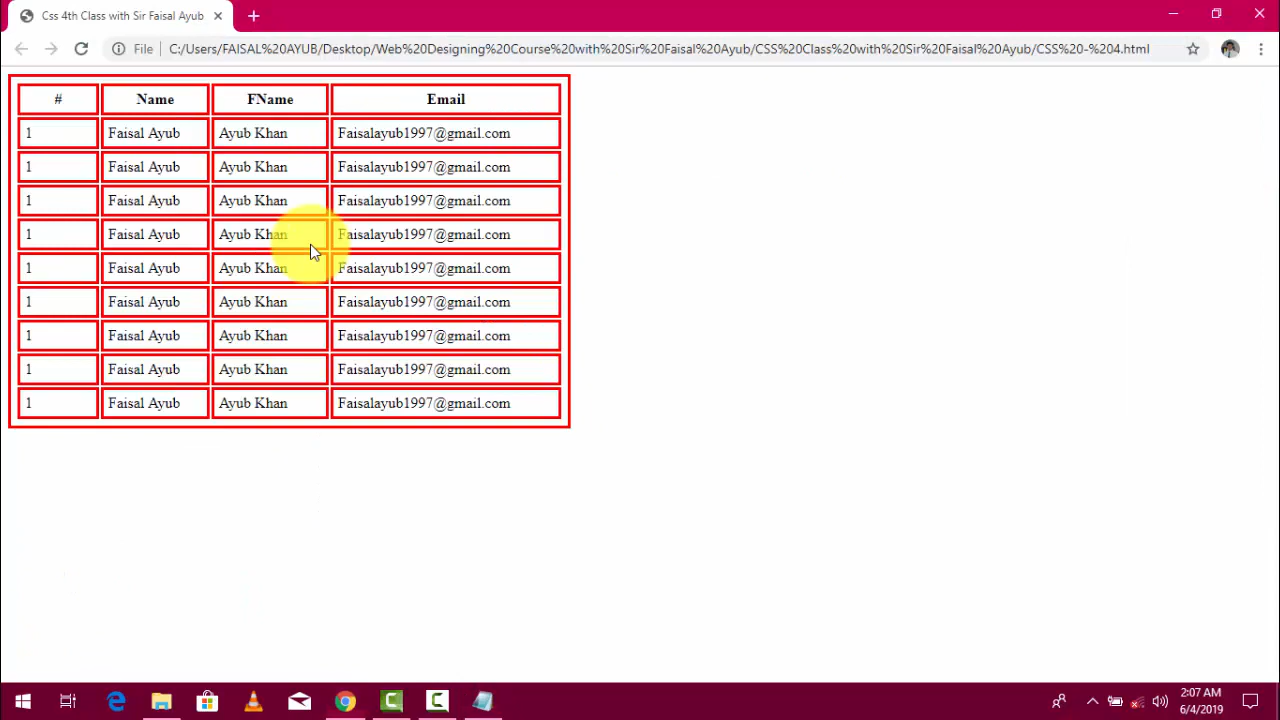 Css 4th Class with Sir Faisal Ayub
File C:/Users/FAISAL%20AYUB/Desktop/Web%20Designing%20Course%20with%20Sir%20Faisal%20Ayub/CSS%20Class%20with%20Sir%20Faisal%20Ayub/CSS%20-%204.html
# Name FName Email
1 Faisal Ayub Ayub Khan Faisalayub1997@gmail.com
1 Faisal Ayub Ayub Khan Faisalayub1997@gmail.com
1 Faisal Ayub Ayub Khan Faisalayub1997@gmail.com
1 Faisal Ayub Ayub Khan Faisalayub1997@gmail.com
1 Faisal Ayub Ayub Khan Faisalayub1997@gmail.com
1 Faisal Ayub Ayub Khan Faisalayub1997@gmail.com
1 Faisal Ayub Ayub Khan Faisalayub1997@gmail.com
1 Faisal Ayub Ayub Khan Faisalayub1997@gmail.com
1 Faisal Ayub Ayub Khan Faisalayub1997@gmail.com
2:07 AM
6/4/2019